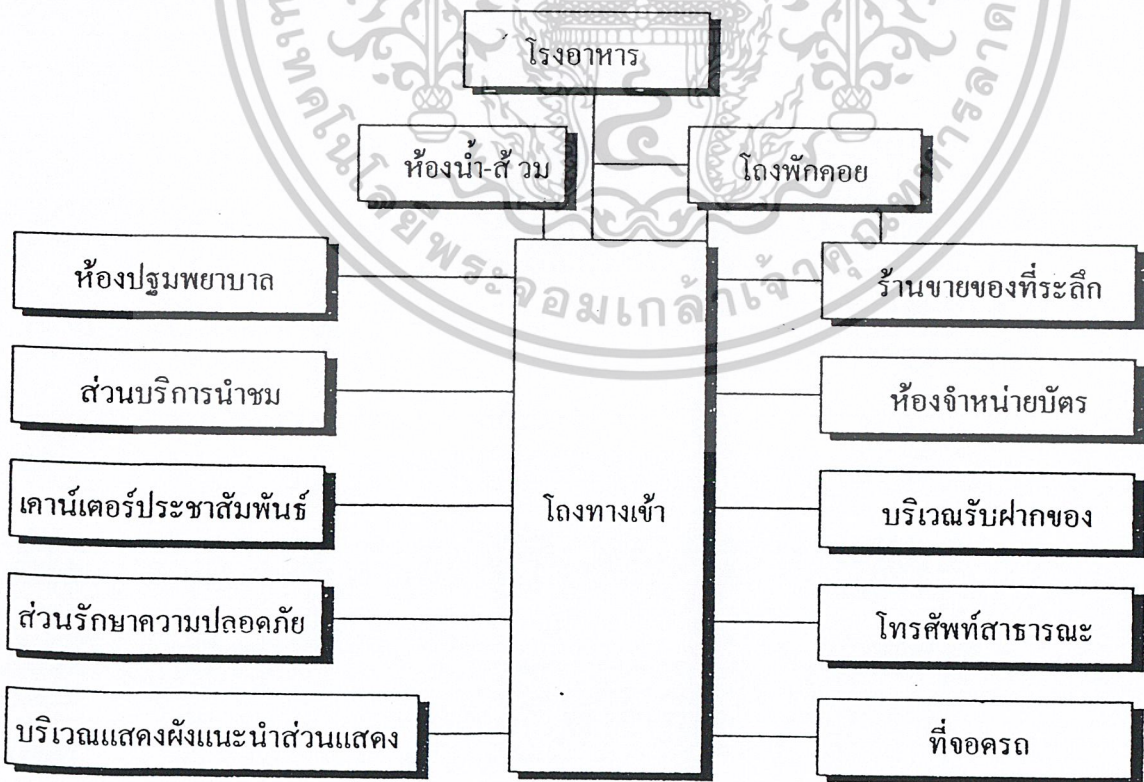 โรงอาหาร
ห้องน้ำ-ส้วม
โถงพักคอย
ห้องปฐมพยาบาล
ร้านขายของที่ระลึก
ส่วนบริการนำชม
ห้องจำหน่ายบัตร
เคาน์เตอร์ประชาสัมพันธ์
โถงทางเข้า
บริเวณรับฝากของ
ส่วนรักษาความปลอดภัย
โทรศัพท์สาธารณะ
บริเวณแสดงผังแนะนำส่วนแสดง
ที่จอดรถ